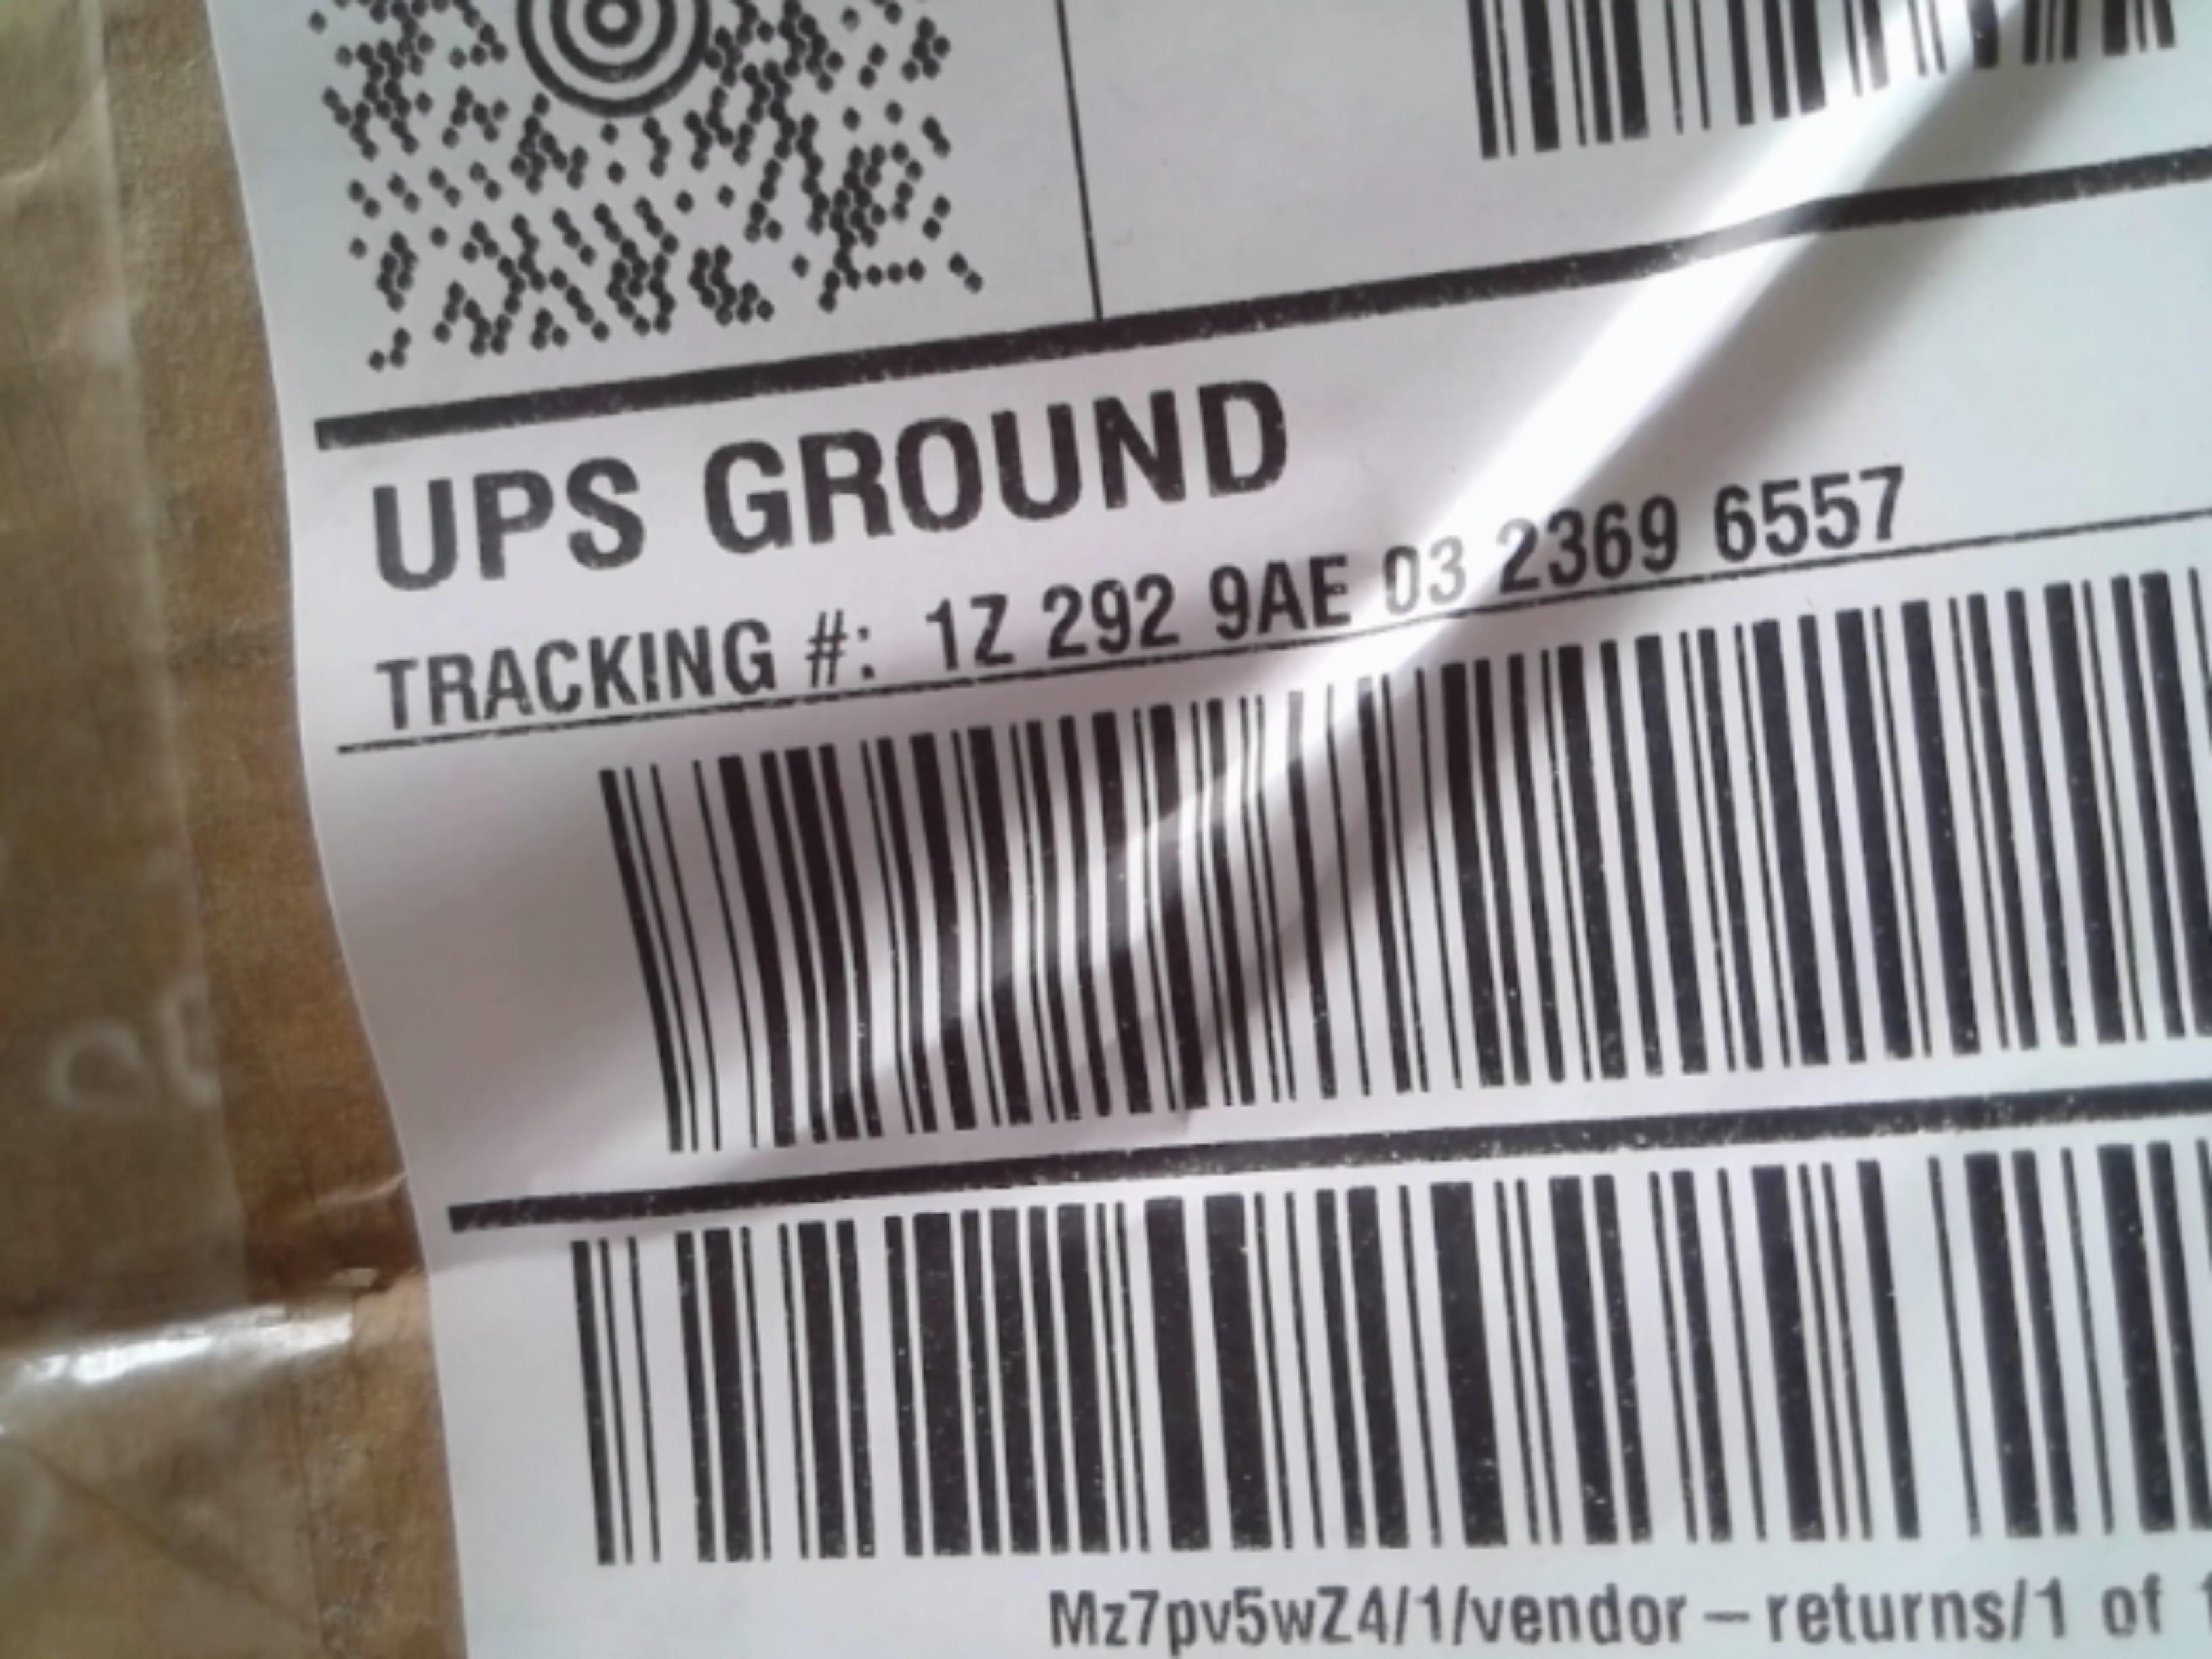 UPS GROUND
TRACKING #: 1Z 292 9AE 03 2369 6557
Mz7pv5wZ4/1/vendor – returns/1 of